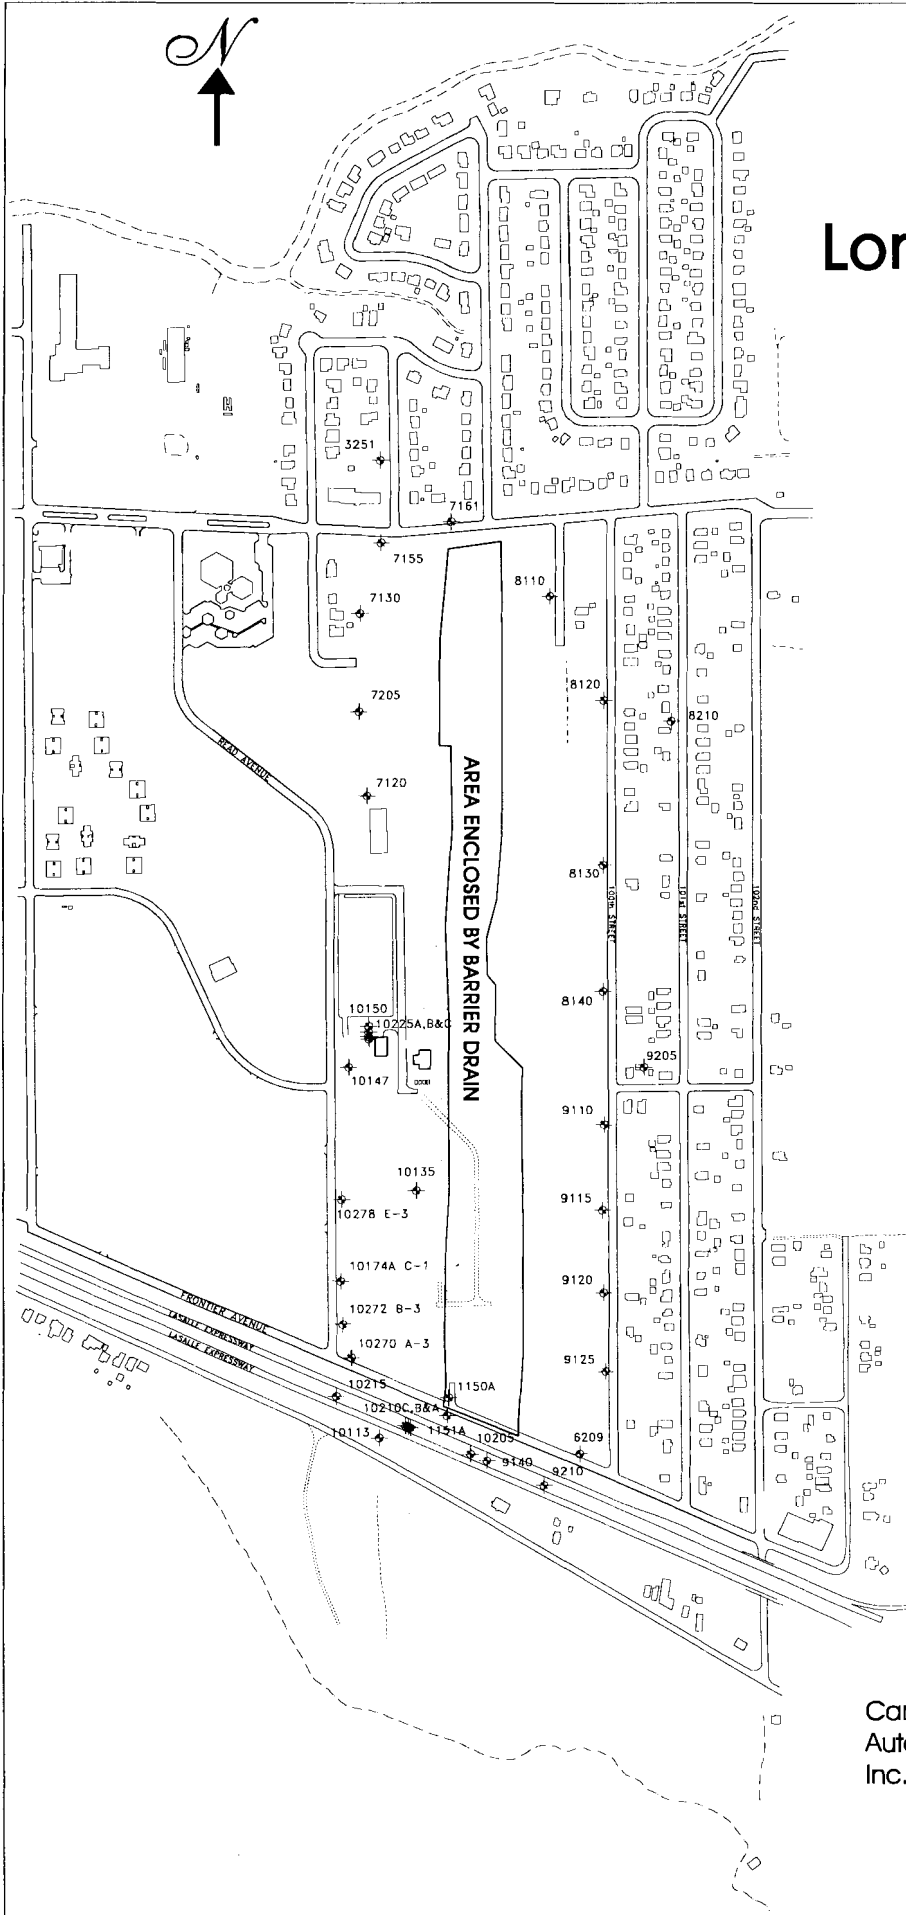 N
Lor
3251
7161
7155
8110
7130
8120
7205
8210
READ AVENUE
7120
AREA ENCLOSED BY BARRIER DRAIN
8130
100th STREET
101st STREET
102nd STREET
8140
10150
10225A,B&C
9205
10147
9110
10135
9115
10278 E-3
10174A C-1
9120
FRONTIER AVENUE
10272 B-3
LASALLE EXPRESSWAY
LASALLE EXPRESSWAY
10270 A-3
9125
10215
1150A
10210C,B&A
1151A
10113
10205
6209
9140
9210
Car
Auto
Inc.